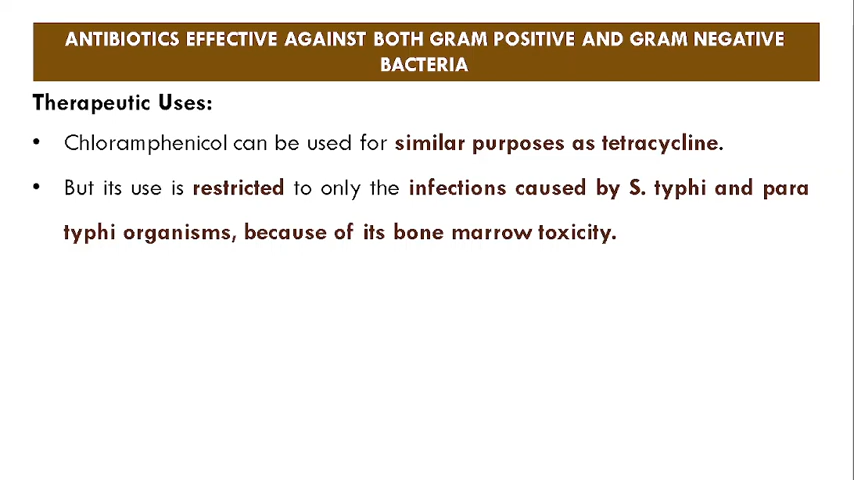 ANTIBIOTICS EFFECTIVE AGAINST BOTH GRAM POSITIVE AND GRAM NEGATIVE
BACTERIA
Therapeutic Uses:
• Chloramphenicol can be used for similar purposes as tetracycline.
• But its use is restricted to only the infections caused by S. typhi and para
typhi organisms, because of its bone marrow toxicity.